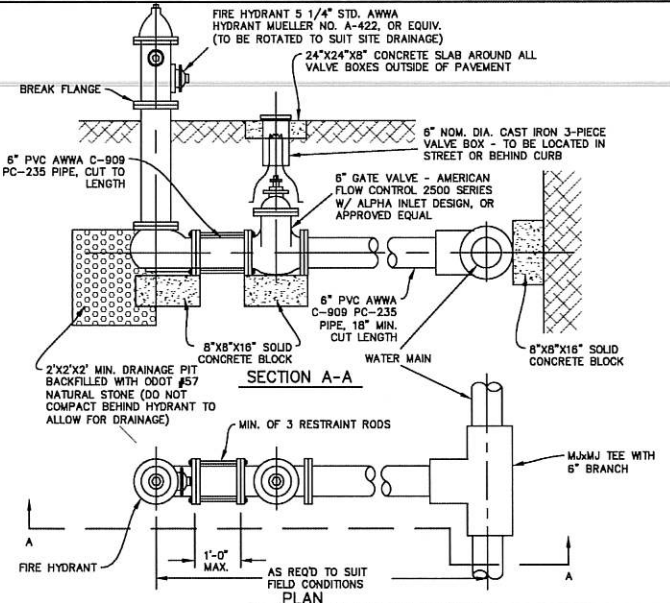 FIRE HYDRANT 5 1/4" STD. AWWA
HYDRANT MUELLER NO. A-422, OR EQUIV.
(TO BE ROTATED TO SUIT SITE DRAINAGE)
24"X24"X8" CONCRETE SLAB AROUND ALL
VALVE BOXES OUTSIDE OF PAVEMENT
BREAK FLANGE
6" NOM. DIA. CAST IRON 3-PIECE
VALVE BOX - TO BE LOCATED IN
STREET OR BEHIND CURB
6" PVC AWWA C-909
PC-235 PIPE, CUT TO
LENGTH
6" GATE VALVE - AMERICAN
FLOW CONTROL 2500 SERIES
W/ ALPHA INLET DESIGN, OR
APPROVED EQUAL
6" PVC AWWA
C-909 PC-235
PIPE, 18" MIN.
CUT LENGTH
8"X8"X16" SOLID
CONCRETE BLOCK
8"X8"X16" SOLID
CONCRETE BLOCK
WATER MAIN
2'X2'X2' MIN. DRAINAGE PIT
BACKFILLED WITH ODOT #57
NATURAL STONE (DO NOT
COMPACT BEHIND HYDRANT TO
ALLOW FOR DRAINAGE)
SECTION A-A
MIN. OF 3 RESTRAINT RODS
MJxMJ TEE WITH
6" BRANCH
A
FIRE HYDRANT
1'-0"
MAX.
AS REQ'D TO SUIT
FIELD CONDITIONS
A
PLAN